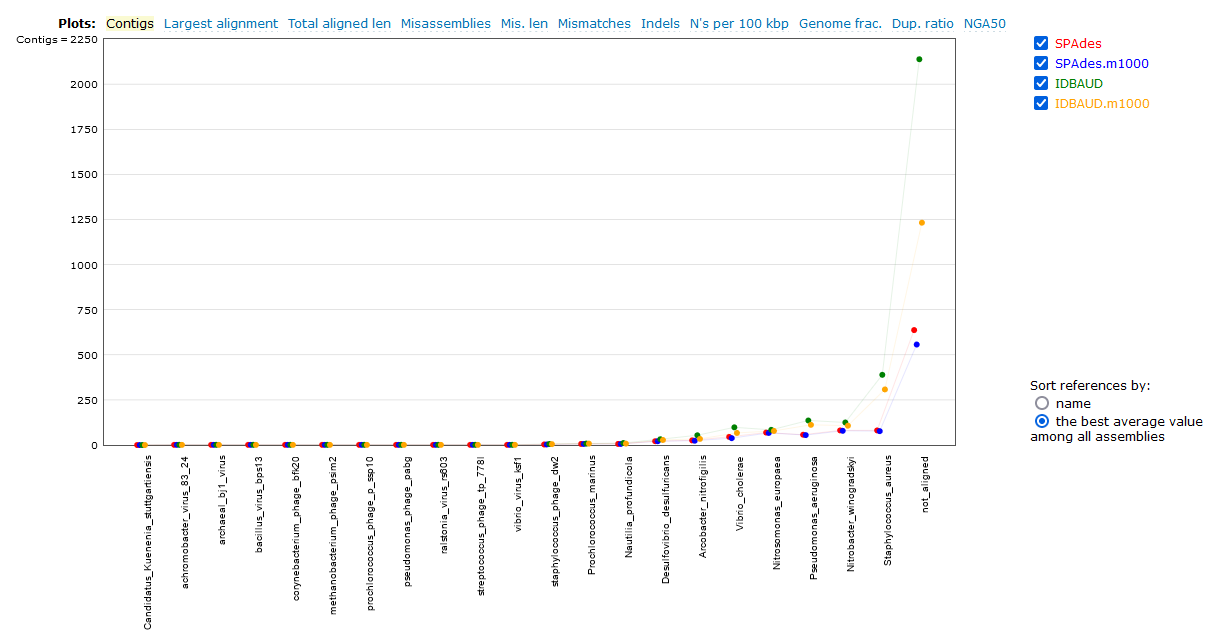 Plots: Contigs Largest alignment Total aligned len Misassemblies Mis. len Mismatches Indels N's per 100 kbp Genome frac. Dup. ratio NGA50
Contigs = 2250
2000
1750
1500
1250
1000
750
500
250
0
Candidatus_Kuenenia_stuttgartiensis
achromobacter_virus_83_24
archaeal_bj1_virus
bacillus_virus_bps13
corynebacterium_phage_bfk20
methanobacterium_phage_psim2
prochlorococcus_phage_p_ssp10
pseudomonas_phage_pabg
ralstonia_virus_rs603
streptococcus_phage_tp_778l
vibrio_virus_ksf1
staphylococcus_phage_dw2
Prochlorococcus_marinus
Nautilia_profundicola
Desulfovibrio_desulfuricans
Arcobacter_nitrofigilis
Vibrio_cholerae
Nitrosomonas_europaea
Pseudomonas_aeruginosa
Nitrobacter_winogradskyi
Staphylococcus_aureus
not_aligned
SPAdes
SPAdes.m1000
IDBAUD
IDBAUD.m1000
Sort references by:
name
the best average value
among all assemblies